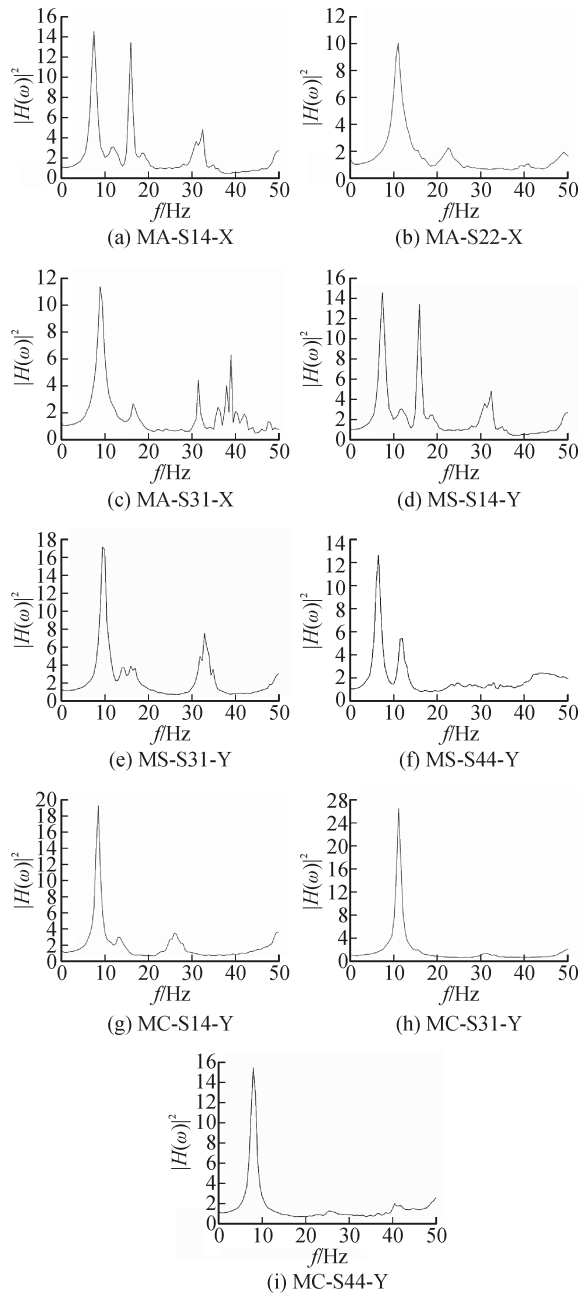 16
14
12
10
8
6
4
2
0
|H(ω)|²
0 10 20 30 40 50
f/Hz
(a) MA-S14-X
12
10
8
6
4
2
0
|H(ω)|²
0 10 20 30 40 50
f/Hz
(b) MA-S22-X
12
10
8
6
4
2
0
|H(ω)|²
0 10 20 30 40 50
f/Hz
(c) MA-S31-X
16
14
12
10
8
6
4
2
0
|H(ω)|²
0 10 20 30 40 50
f/Hz
(d) MS-S14-Y
18
16
14
12
10
8
6
4
2
0
|H(ω)|²
0 10 20 30 40 50
f/Hz
(e) MS-S31-Y
14
12
10
8
6
4
2
0
|H(ω)|²
0 10 20 30 40 50
f/Hz
(f) MS-S44-Y
20
18
16
14
12
10
8
6
4
2
0
|H(ω)|²
0 10 20 30 40 50
f/Hz
(g) MC-S14-Y
28
24
20
16
12
8
4
0
|H(ω)|²
0 10 20 30 40 50
f/Hz
(h) MC-S31-Y
16
14
12
10
8
6
4
2
0
|H(ω)|²
0 10 20 30 40 50
f/Hz
(i) MC-S44-Y